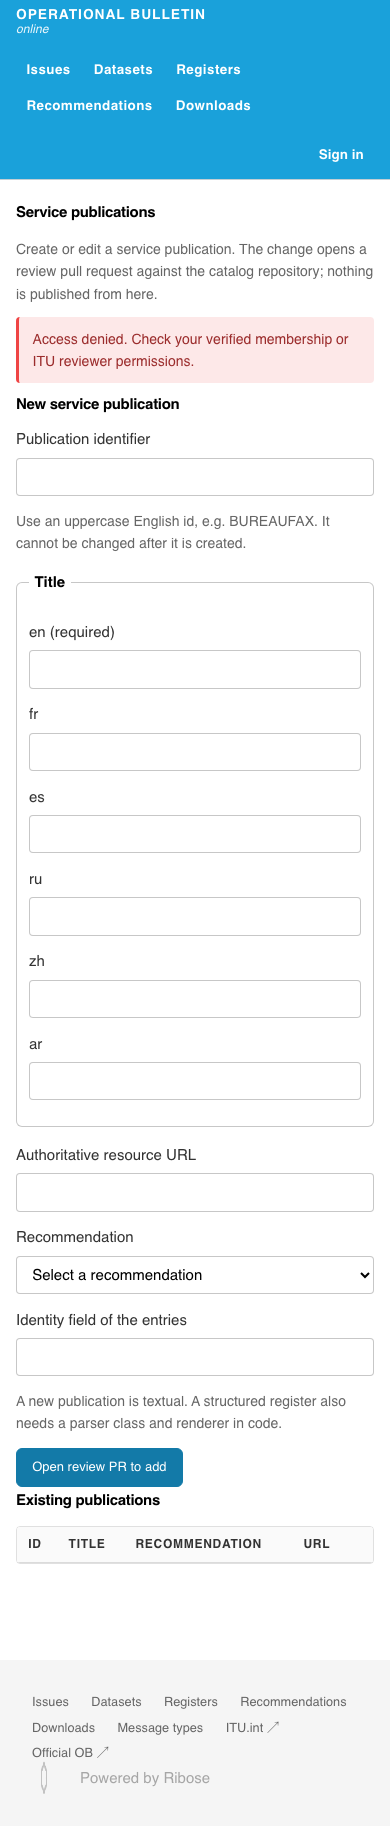 OPERATIONAL BULLETIN
online
Issues Datasets Registers
Recommendations Downloads
Sign in
Service publications
Create or edit a service publication. The change opens a
review pull request against the catalog repository; nothing
is published from here.
Access denied. Check your verified membership or
ITU reviewer permissions.
New service publication
Publication identifier
Use an uppercase English id, e.g. BUREAUFAX. It
cannot be changed after it is created.
Title
en (required)
fr
es
ru
zh
ar
Authoritative resource URL
Recommendation
Select a recommendation
Identity field of the entries
A new publication is textual. A structured register also
needs a parser class and renderer in code.
Open review PR to add
Existing publications
ID TITLE RECOMMENDATION URL
Issues Datasets Registers Recommendations
Downloads Message types ITU.int ↗
Official OB ↗
Powered by Ribose